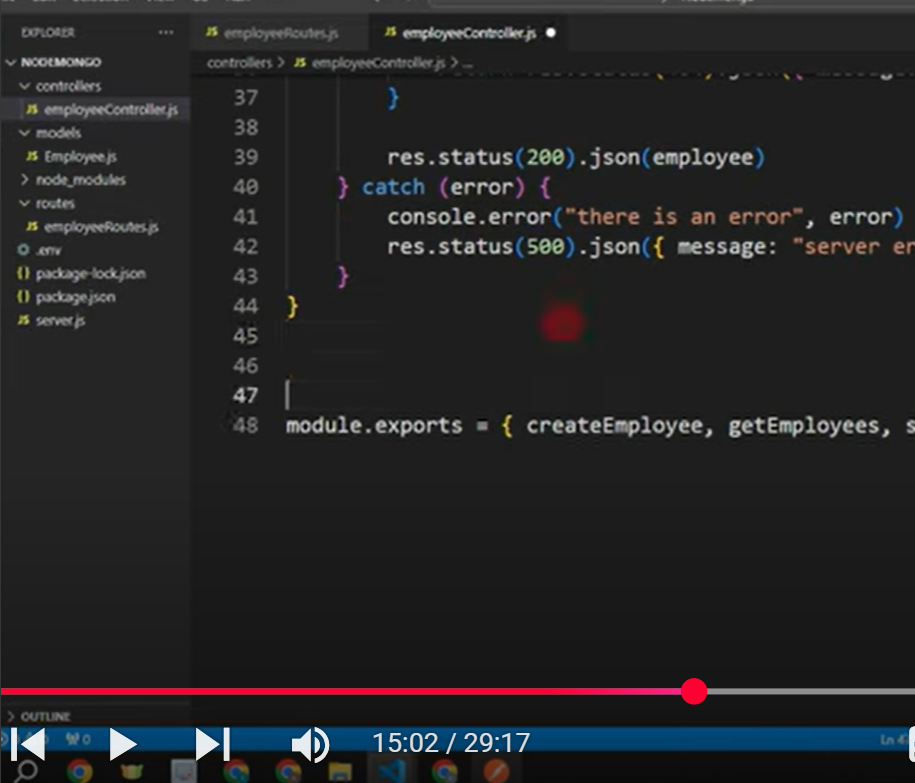 EXPLORER ...
NODEMONGO
controllers
employeeController.js
models
Employee.js
node_modules
routes
employeeRoutes.js
.env
package-lock.json
package.json
server.js
OUTLINE
employeeRoutes.js employeeController.js
controllers > employeeController.js > ...
37 }
38
39 res.status(200).json(employee)
40 } catch (error) {
41 console.error("there is an error", error)
42 res.status(500).json({ message: "server
43 }
44 }
45
46
47
48 module.exports = { createEmployee, getEmployees,
0
15:02 / 29:17